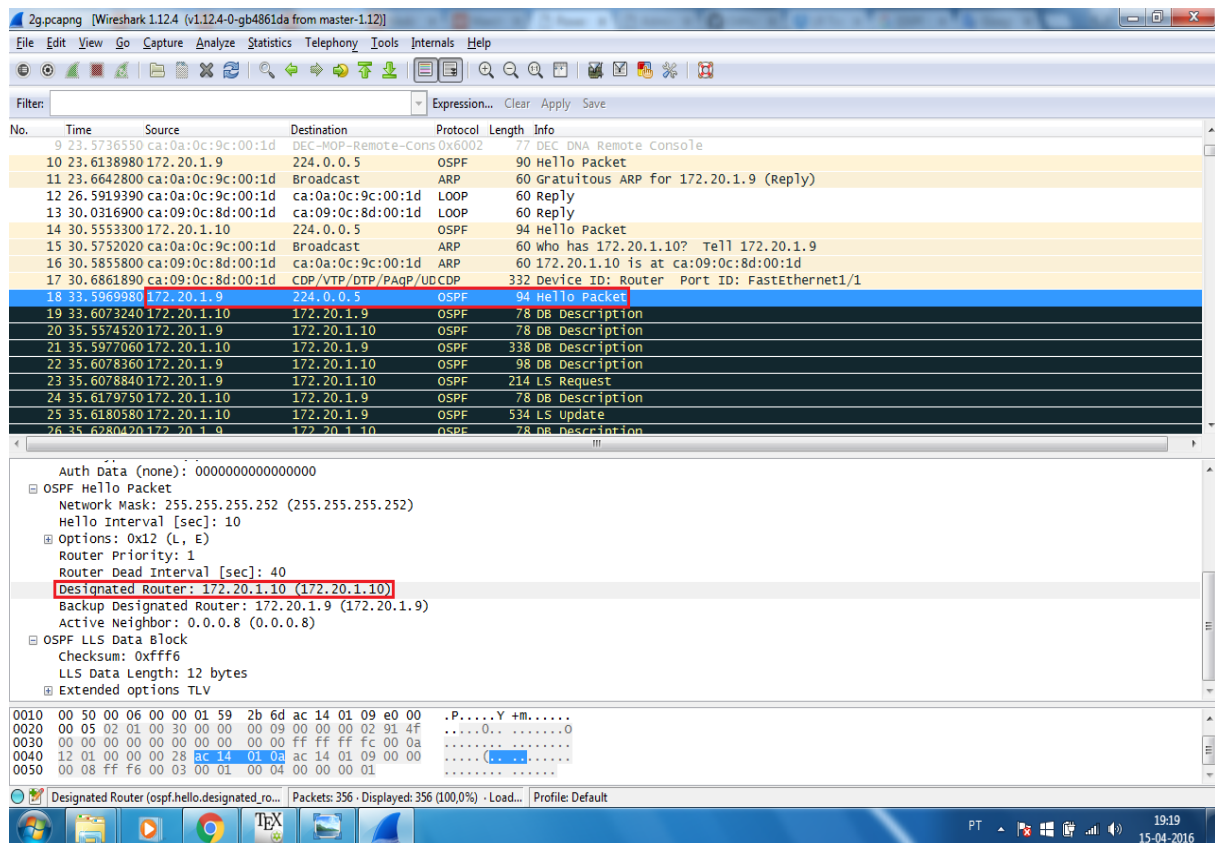 2g.pcapng [Wireshark 1.12.4 (v1.12.4-0-gb4861da from master-1.12)]
File Edit View Go Capture Analyze Statistics Telephony Tools Internals Help
Filter: Expression... Clear Apply Save
No. Time Source Destination Protocol Length Info
9 23.5736550 ca:0a:0c:9c:00:1d DEC-MOP-Remote-Cons 0x6002 77 DEC DNA Remote Console
10 23.6138980 172.20.1.9 224.0.0.5 OSPF 90 Hello Packet
11 23.6642800 ca:0a:0c:9c:00:1d Broadcast ARP 60 Gratuitous ARP for 172.20.1.9 (Reply)
12 26.5919390 ca:0a:0c:9c:00:1d ca:0a:0c:9c:00:1d LOOP 60 Reply
13 30.0316900 ca:09:0c:8d:00:1d ca:09:0c:8d:00:1d LOOP 60 Reply
14 30.5553300 172.20.1.10 224.0.0.5 OSPF 94 Hello Packet
15 30.5752020 ca:0a:0c:9c:00:1d Broadcast ARP 60 Who has 172.20.1.10? Tell 172.20.1.9
16 30.5855800 ca:09:0c:8d:00:1d ca:0a:0c:9c:00:1d ARP 60 172.20.1.10 is at ca:09:0c:8d:00:1d
17 30.6861890 ca:09:0c:8d:00:1d CDP/VTP/DTP/PAgP/UD CDP 332 Device ID: Router Port ID: FastEthernet1/1
18 33.5969980 172.20.1.9 224.0.0.5 OSPF 94 Hello Packet
19 33.6073240 172.20.1.10 172.20.1.9 OSPF 78 DB Description
20 35.5574520 172.20.1.9 172.20.1.10 OSPF 78 DB Description
21 35.5977060 172.20.1.10 172.20.1.9 OSPF 338 DB Description
22 35.6078360 172.20.1.9 172.20.1.10 OSPF 98 DB Description
23 35.6078840 172.20.1.9 172.20.1.10 OSPF 214 LS Request
24 35.6179750 172.20.1.10 172.20.1.9 OSPF 78 DB Description
25 35.6180580 172.20.1.10 172.20.1.9 OSPF 534 LS Update
26 35.6280420 172.20.1.9 172.20.1.10 OSPF 78 DB Description
Auth Data (none): 0000000000000000
OSPF Hello Packet
Network Mask: 255.255.255.252 (255.255.255.252)
Hello Interval [sec]: 10
Options: 0x12 (L, E)
Router Priority: 1
Router Dead Interval [sec]: 40
Designated Router: 172.20.1.10 (172.20.1.10)
Backup Designated Router: 172.20.1.9 (172.20.1.9)
Active Neighbor: 0.0.0.8 (0.0.0.8)
OSPF LLS Data Block
Checksum: 0xfff6
LLS Data Length: 12 bytes
Extended options TLV
0010 00 50 00 06 00 00 01 59 2b 6d ac 14 01 09 e0 00 .P.....Y +m......
0020 00 05 02 01 00 30 00 00 00 09 00 00 00 02 91 4f .....0.. .......O
0030 00 00 00 00 00 00 00 00 00 00 ff ff ff fc 00 0a ........ ........
0040 12 01 00 00 00 28 ac 14 01 0a ac 14 01 09 00 00 .....(.. ........
0050 00 08 ff f6 00 03 00 01 00 04 00 00 00 01 ........ ......
Designated Router (ospf.hello.designated_ro... Packets: 356 · Displayed: 356 (100,0%) · Load... Profile: Default
TEX
PT
19:19
15-04-2016